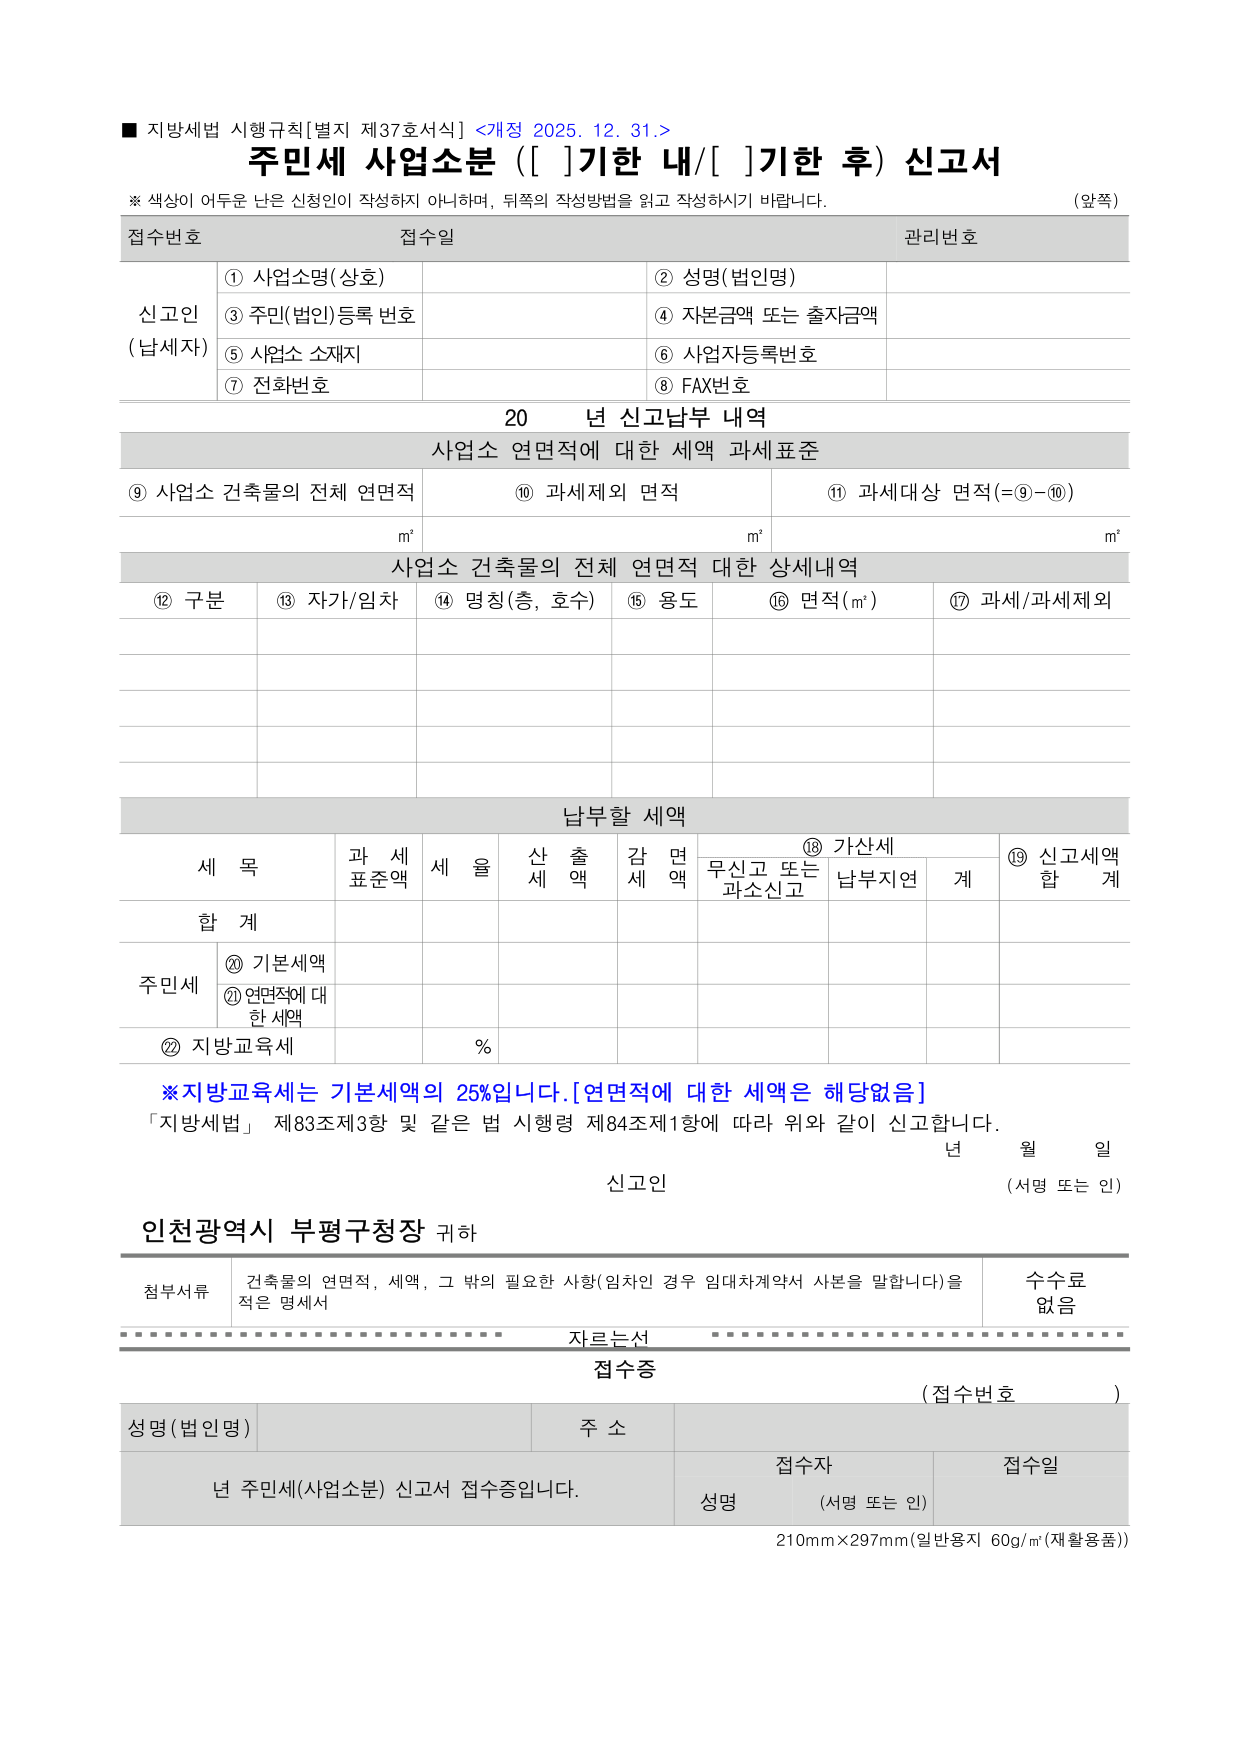 ■ 지방세법 시행규칙[별지 제37호서식] <개정 2025. 12. 31.>
주민세 사업소분 ([ ]기한 내/[ ]기한 후) 신고서
※ 색상이 어두운 난은 신청인이 작성하지 아니하며, 뒤쪽의 작성방법을 읽고 작성하시기 바랍니다. (앞쪽)
접수번호 접수일 관리번호
신고인
(납세자)
① 사업소명(상호) ② 성명(법인명)
③ 주민(법인)등록 번호 ④ 자본금액 또는 출자금액
⑤ 사업소 소재지 ⑥ 사업자등록번호
⑦ 전화번호 ⑧ FAX번호
20 년 신고납부 내역
사업소 연면적에 대한 세액 과세표준
⑨ 사업소 건축물의 전체 연면적 ⑩ 과세제외 면적 ⑪ 과세대상 면적(=⑨-⑩)
㎡ ㎡ ㎡
사업소 건축물의 전체 연면적 대한 상세내역
⑫ 구분 ⑬ 자가/임차 ⑭ 명칭(층, 호수) ⑮ 용도 ⑯ 면적(㎡) ⑰ 과세/과세제외
납부할 세액
세 목
과 세
표준액
세 율
산 출
세 액
감 면
세 액
⑱ 가산세
무신고 또는
과소신고
납부지연
계
⑲ 신고세액
합 계
합 계
주민세
⑳ 기본세액
㉑ 연면적에 대
한 세액
㉒ 지방교육세 %
※지방교육세는 기본세액의 25%입니다.[연면적에 대한 세액은 해당없음]
「지방세법」 제83조제3항 및 같은 법 시행령 제84조제1항에 따라 위와 같이 신고합니다.
년 월 일
신고인 (서명 또는 인)
인천광역시 부평구청장 귀하
첨부서류
건축물의 연면적, 세액, 그 밖의 필요한 사항(임차인 경우 임대차계약서 사본을 말합니다)을
적은 명세서
수수료
없음
자르는선
접수증
(접수번호 )
성명(법인명) 주 소
년 주민세(사업소분) 신고서 접수증입니다.
접수자 접수일
성명 (서명 또는 인)
210mm×297mm(일반용지 60g/㎡(재활용품))